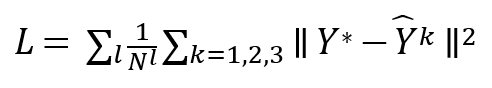 L = ∑_l 1/N^l ∑_{k=1,2,3} ‖ Y* − Ŷ^k ‖²